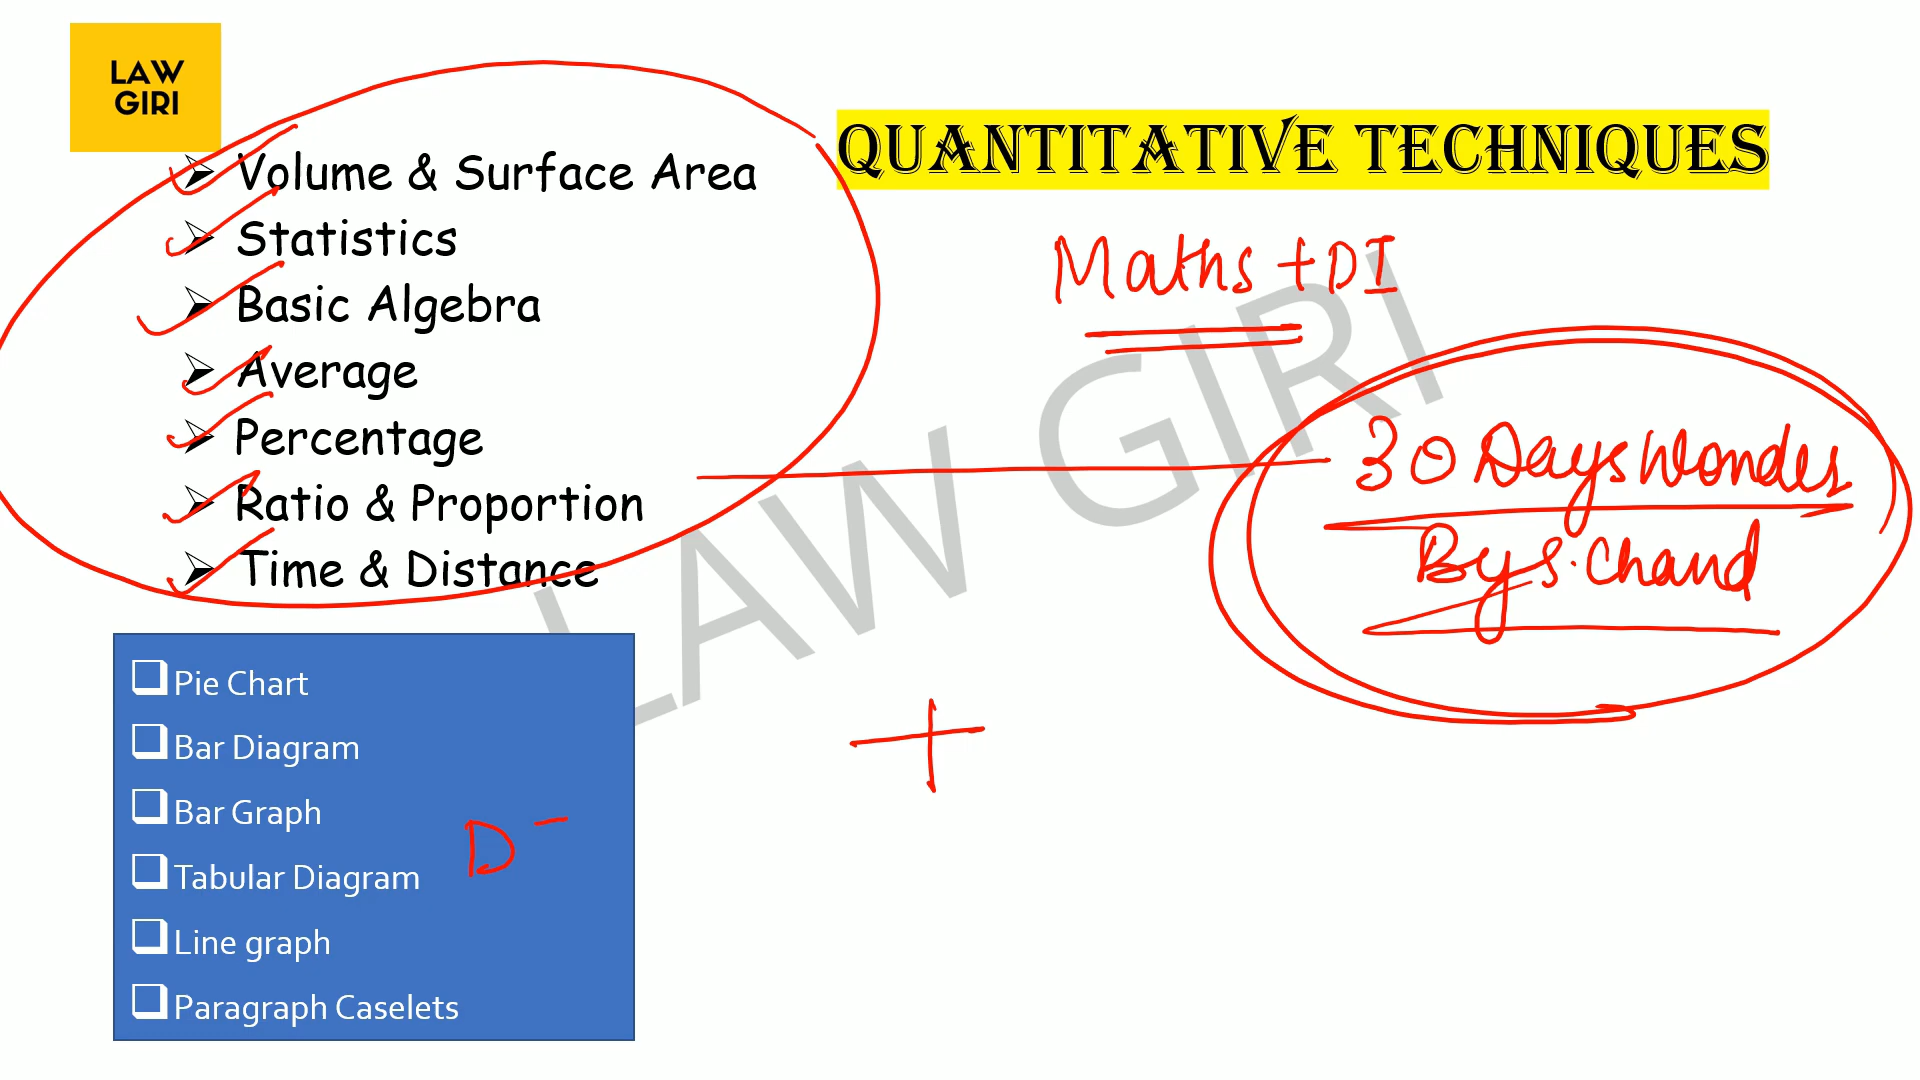 LAW
GIRI
QUANTITATIVE TECHNIQUES
Volume & Surface Area
Statistics
Basic Algebra
Average
Percentage
Ratio & Proportion
Time & Distance
Maths + DI
30 Days Wonder
By S. Chand
Pie Chart
Bar Diagram
Bar Graph
Tabular Diagram
Line graph
Paragraph Caselets
D
+
LAW GIRI